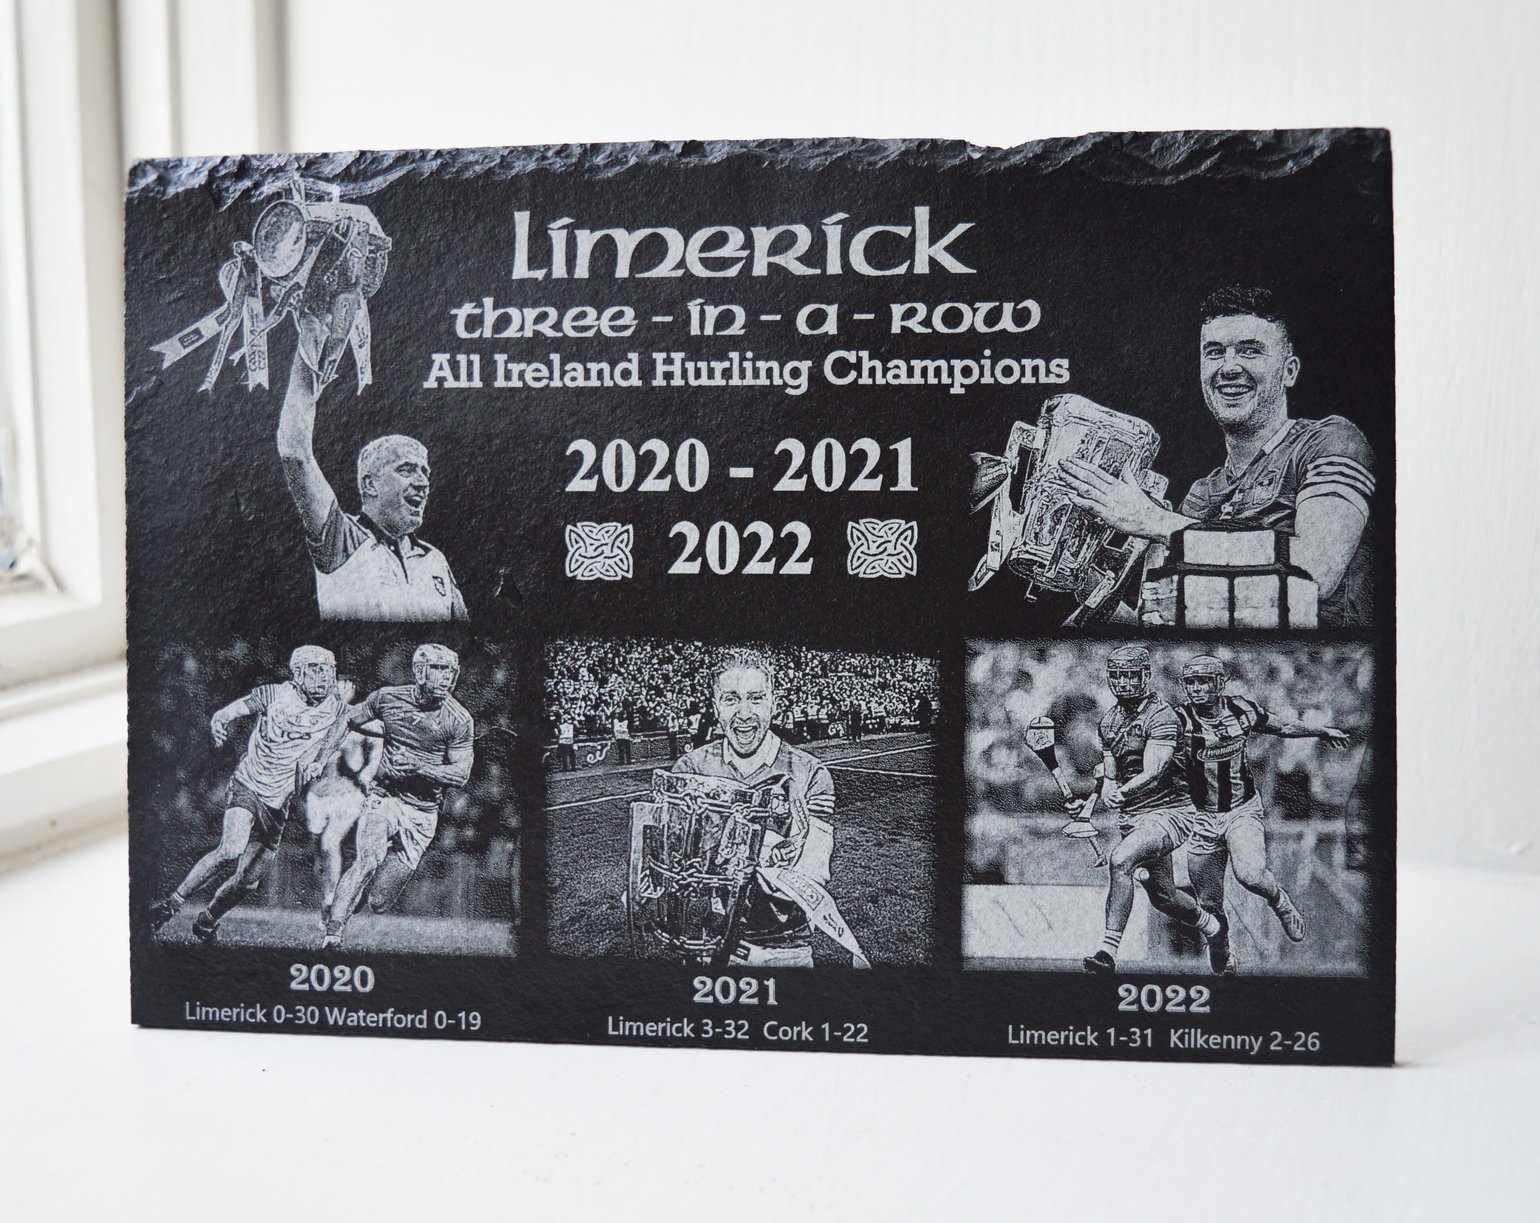 Limerick
three - in - a - row
All Ireland Hurling Champions
2020 - 2021
2022
2020
Limerick 0-30 Waterford 0-19
2021
Limerick 3-32 Cork 1-22
2022
Limerick 1-31 Kilkenny 2-26